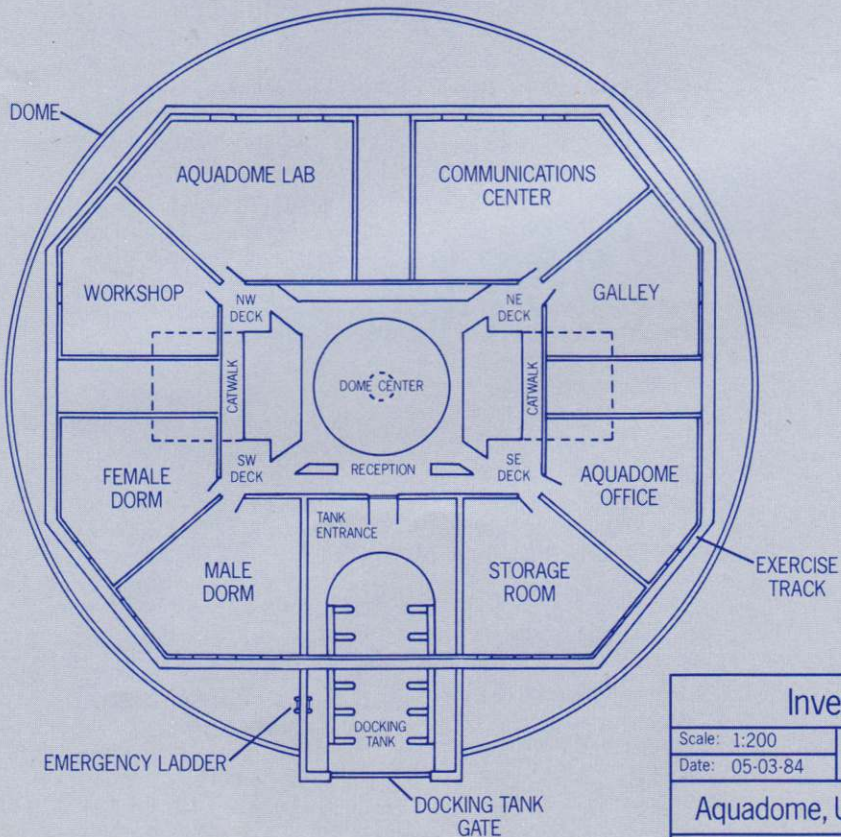 DOME
AQUADOME LAB
COMMUNICATIONS
CENTER
WORKSHOP
NW
DECK
NE
DECK
GALLEY
CATWALK
DOME CENTER
CATWALK
FEMALE
DORM
SW
DECK
RECEPTION
SE
DECK
AQUADOME
OFFICE
TANK
ENTRANCE
MALE
DORM
STORAGE
ROOM
EXERCISE
TRACK
EMERGENCY LADDER
DOCKING
TANK
DOCKING TANK
GATE
Inve
Scale: 1:200
Date: 05-03-84
Aquadome, U